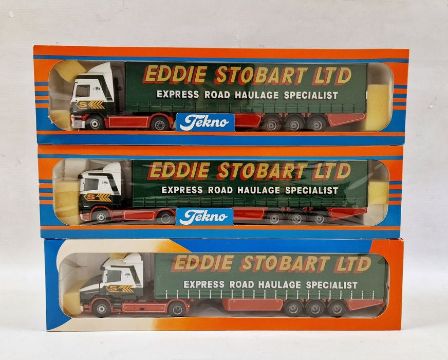 EDDIE STOBART LTD
EXPRESS ROAD HAULAGE SPECIALIST
Tekno
EDDIE STOBART LTD
EXPRESS ROAD HAULAGE SPECIALIST
Tekno
EDDIE STOBART LTD
EXPRESS ROAD HAULAGE SPECIALIST